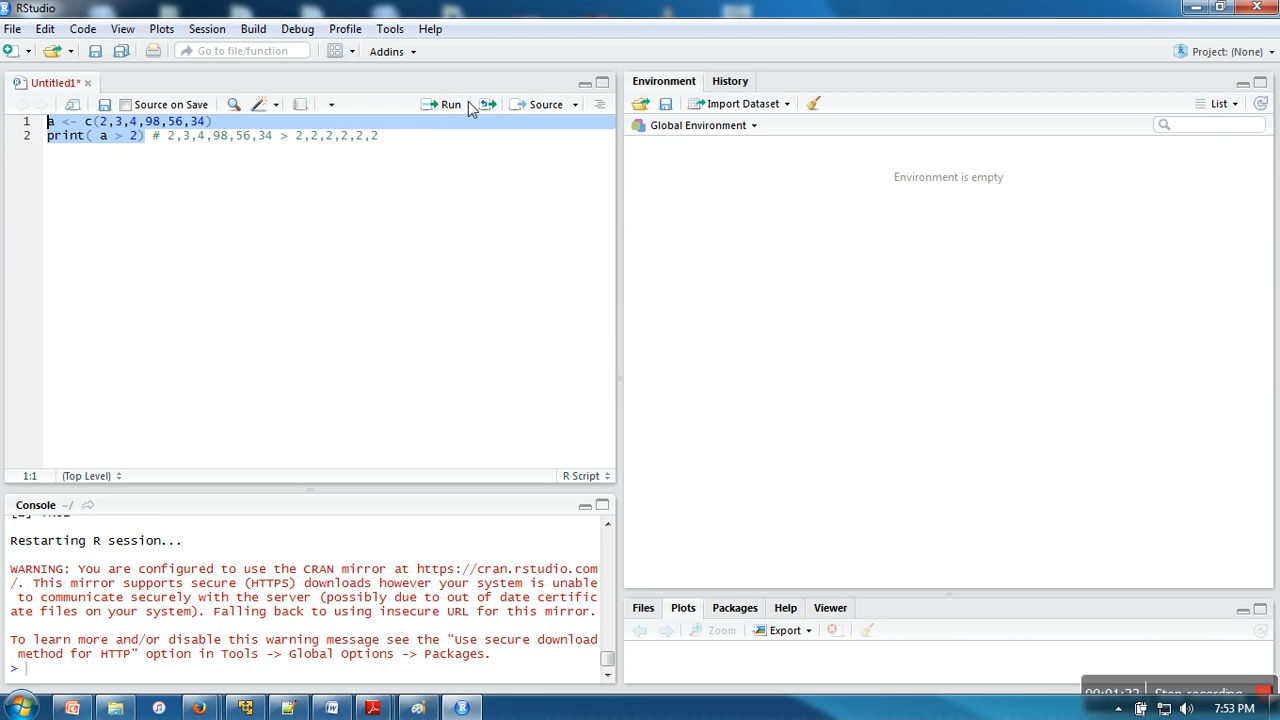 RStudio
File Edit Code View Plots Session Build Debug Profile Tools Help
Go to file/function Addins Project: (None)
Untitled1*
Source on Save Run Source
1 a <- c(2,3,4,98,56,34)
2 print( a > 2) # 2,3,4,98,56,34 > 2,2,2,2,2,2
1:1 (Top Level) R Script
Console ~/
Restarting R session...
WARNING: You are configured to use the CRAN mirror at https://cran.rstudio.com
/. This mirror supports secure (HTTPS) downloads however your system is unable
to communicate securely with the server (possibly due to out of date certific
ate files on your system). Falling back to using insecure URL for this mirror.
To learn more and/or disable this warning message see the "Use secure download
method for HTTP" option in Tools -> Global Options -> Packages.
>
Environment History
Import Dataset List
Global Environment
Environment is empty
Files Plots Packages Help Viewer
Zoom Export
Stop recording
7:53 PM